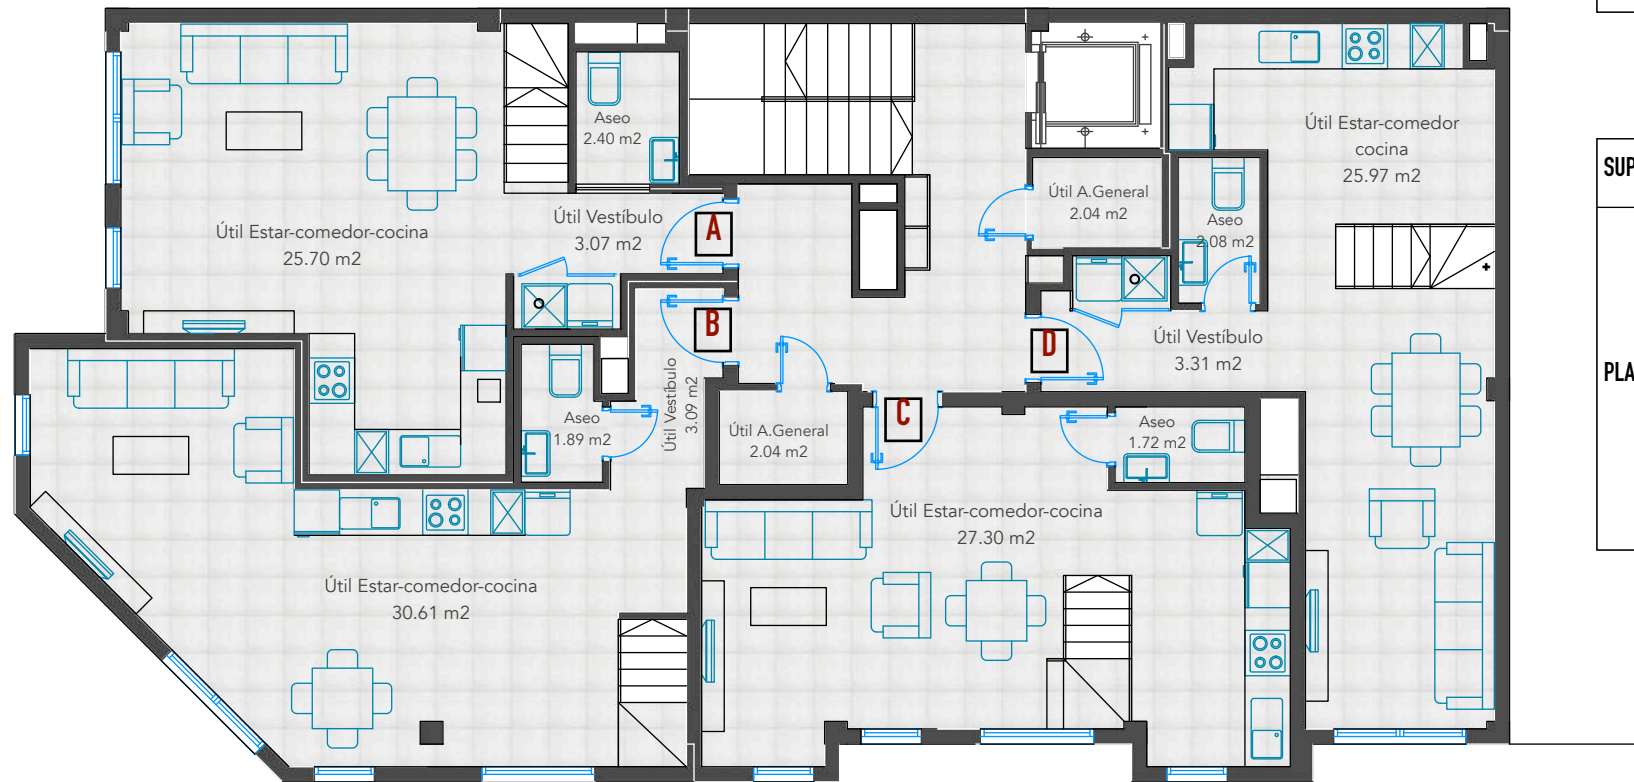 Aseo
2.40 m2
Útil Estar-comedor
cocina
25.97 m2
SUP
Útil A.General
2.04 m2
Útil Vestíbulo
3.07 m2
A
Aseo
2.08 m2
Útil Estar-comedor-cocina
25.70 m2
B
D
Útil Vestíbulo
3.31 m2
PLA
Útil Vestíbulo
3.09 m2
C
Aseo
1.89 m2
Útil A.General
2.04 m2
Aseo
1.72 m2
Útil Estar-comedor-cocina
27.30 m2
Útil Estar-comedor-cocina
30.61 m2